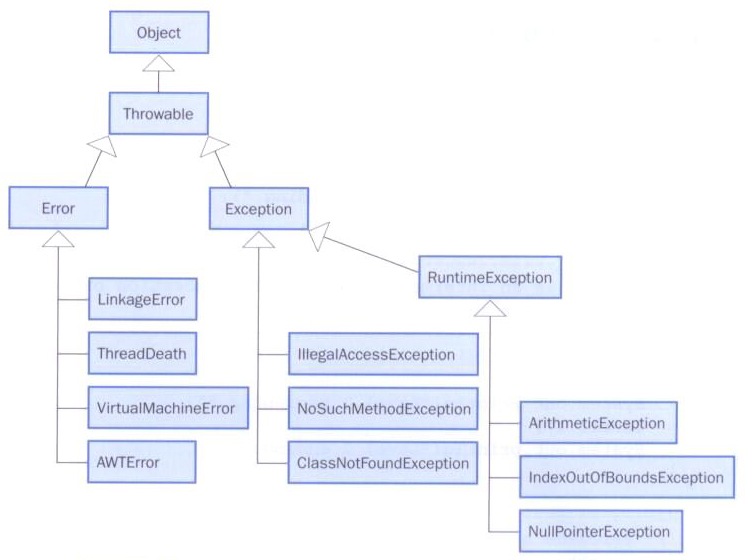 Object
Throwable
Error
Exception
RuntimeException
LinkageError
ThreadDeath
VirtualMachineError
AWTError
IllegalAccessException
NoSuchMethodException
ClassNotFoundException
ArithmeticException
IndexOutOfBoundsException
NullPointerException